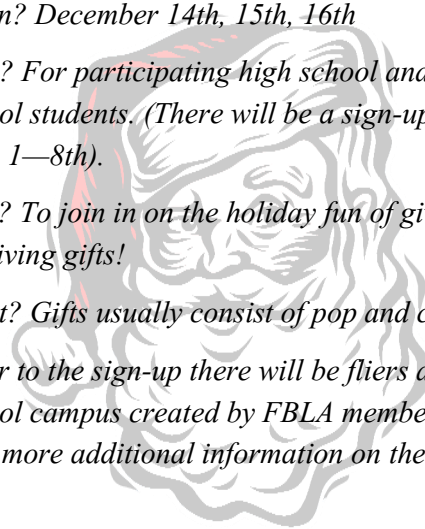 n? December 14th, 15th, 16th
? For participating high school and
ol students. (There will be a sign-up
1—8th).
? To join in on the holiday fun of gi
iving gifts!
t? Gifts usually consist of pop and c
r to the sign-up there will be fliers a
ol campus created by FBLA membe
more additional information on the